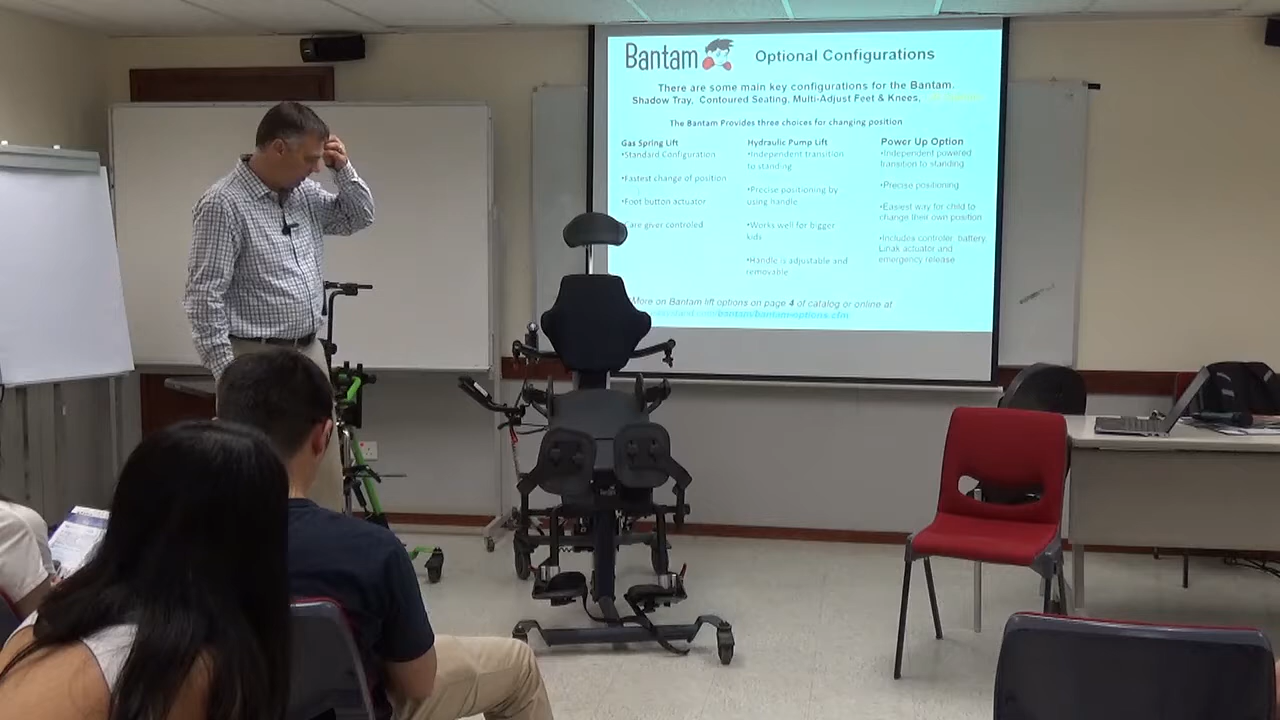 Bantam
Optional Configurations
There are some main key configurations for the Bantam.
Shadow Tray, Contoured Seating, Multi-Adjust Feet & Knees,
The Bantam Provides three choices for changing position
Gas Spring Lift
•Standard Configuration
•Fastest change of position
•Foot button actuator
care giver controled
Hydraulic Pump Lift
•Independent transition
to standing
•Precise positioning by
using handle
•Works well for bigger
kids
•Handle is adjustable and
removable
Power Up Option
•Independent powered
transition to standing
•Precise positioning
•Easiest way for child to
change their own position
•Includes controler, battery,
Linak actuator and
emergency release
More on Bantam lift options on page 4 of catalog or online at